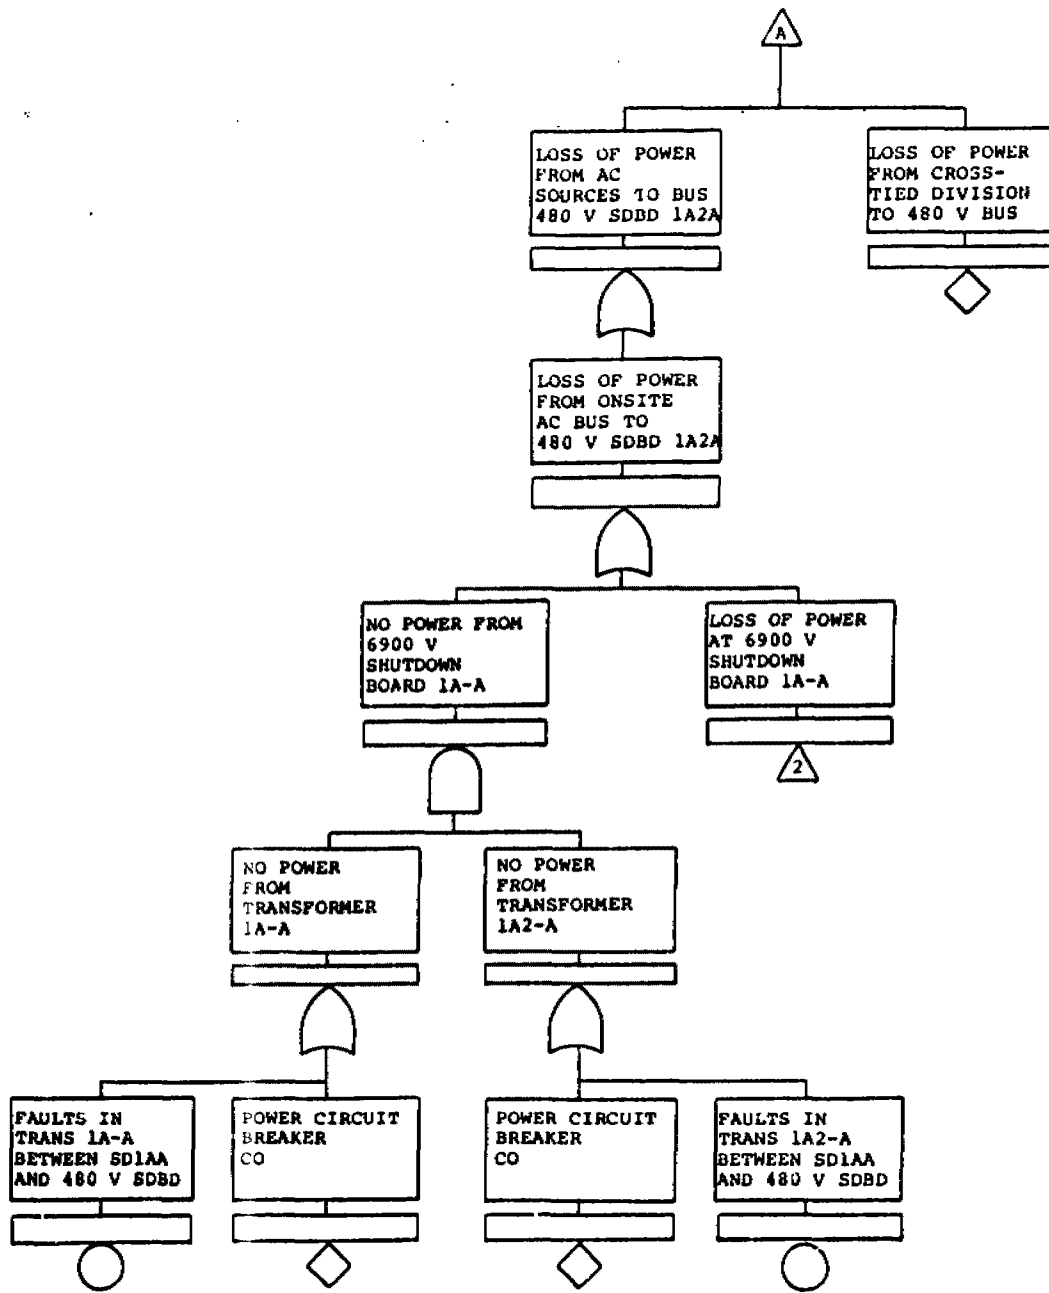 A
LOSS OF POWER
FROM AC
SOURCES TO BUS
480 V SDBD 1A2A
LOSS OF POWER
FROM CROSS-
TIED DIVISION
TO 480 V BUS
LOSS OF POWER
FROM ONSITE
AC BUS TO
480 V SDBD 1A2A
NO POWER FROM
6900 V
SHUTDOWN
BOARD 1A-A
LOSS OF POWER
AT 6900 V
SHUTDOWN
BOARD 1A-A
2
NO POWER
FROM
TRANSFORMER
1A-A
NO POWER
FROM
TRANSFORMER
1A2-A
FAULTS IN
TRANS 1A-A
BETWEEN SD1AA
AND 480 V SDBD
POWER CIRCUIT
BREAKER
CO
POWER CIRCUIT
BREAKER
CO
FAULTS IN
TRANS 1A2-A
BETWEEN SD1AA
AND 480 V SDBD